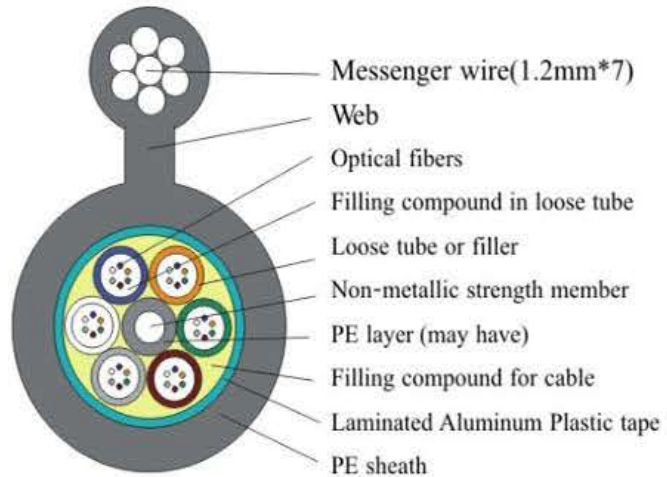 Messenger wire(1.2mm*7)
Web
Optical fibers
Filling compound in loose tube
Loose tube or filler
Non-metallic strength member
PE layer (may have)
Filling compound for cable
Laminated Aluminum Plastic tape
PE sheath